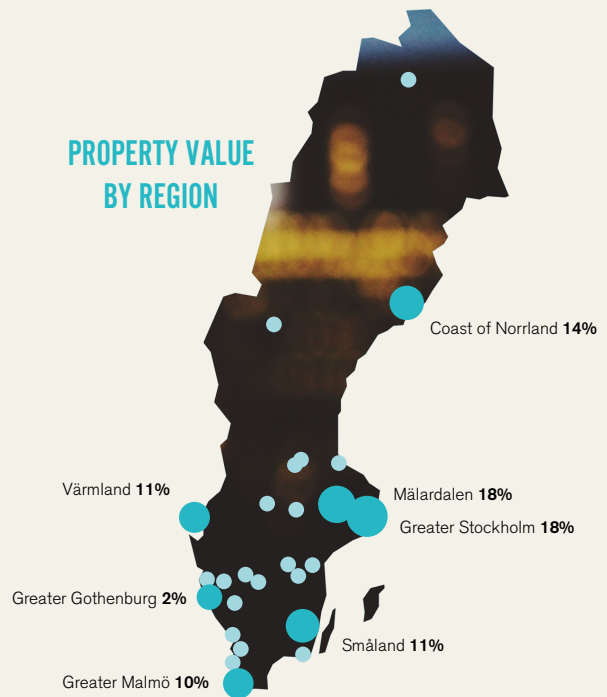 PROPERTY VALUE
BY REGION
Coast of Norrland 14%
Värmland 11%
Mälardalen 18%
Greater Stockholm 18%
Greater Gothenburg 2%
Småland 11%
Greater Malmö 10%